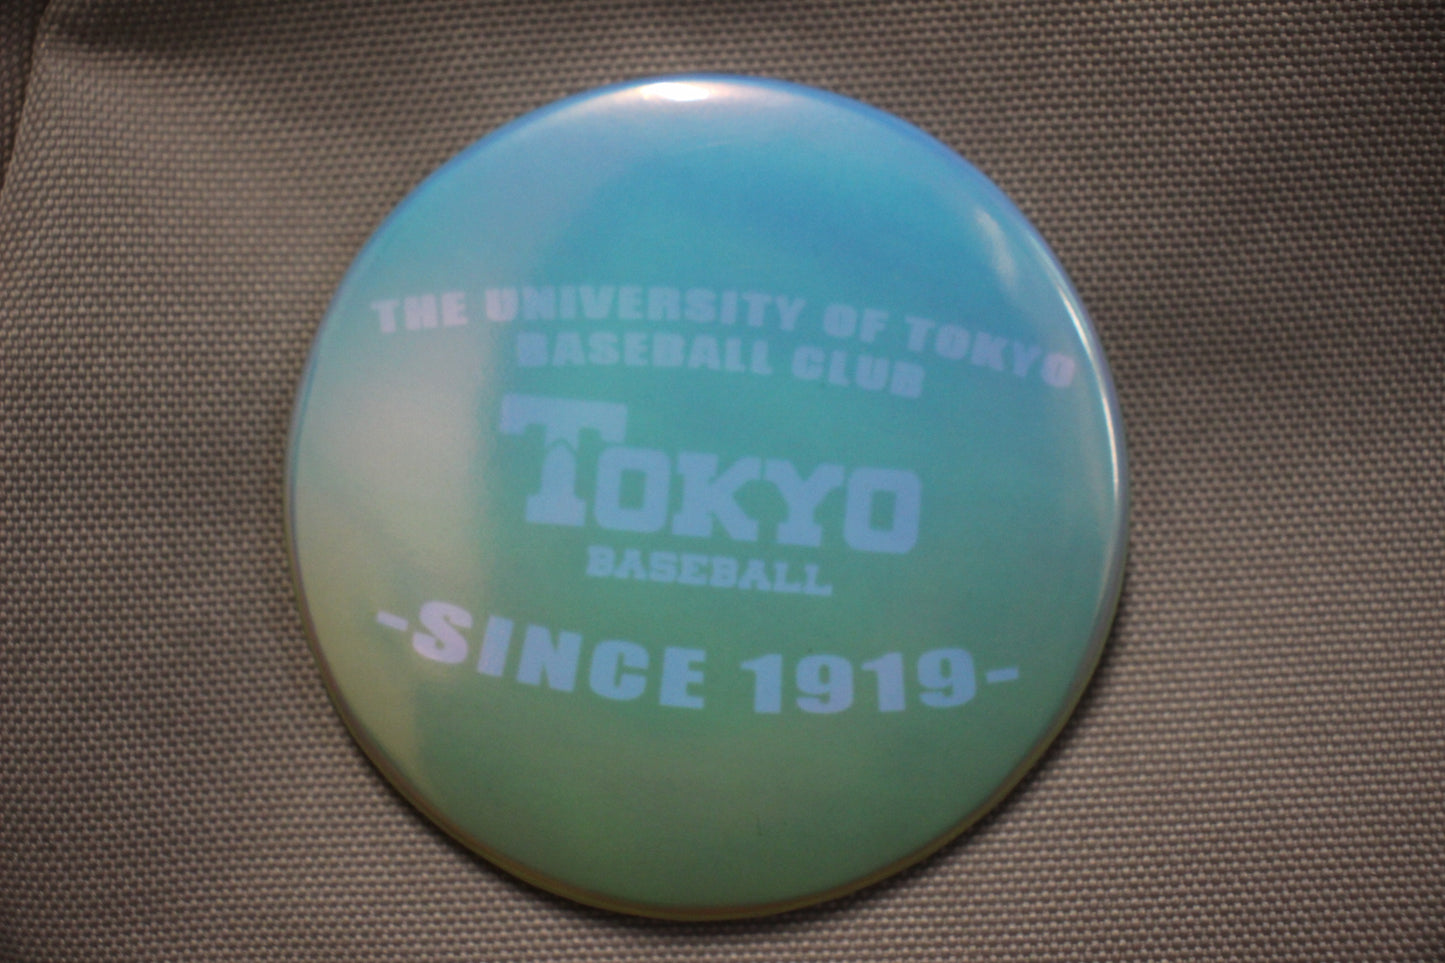 THE UNIVERSITY OF TOKYO
BASEBALL CLUB
TOKYO
BASEBALL
-SINCE 1919-